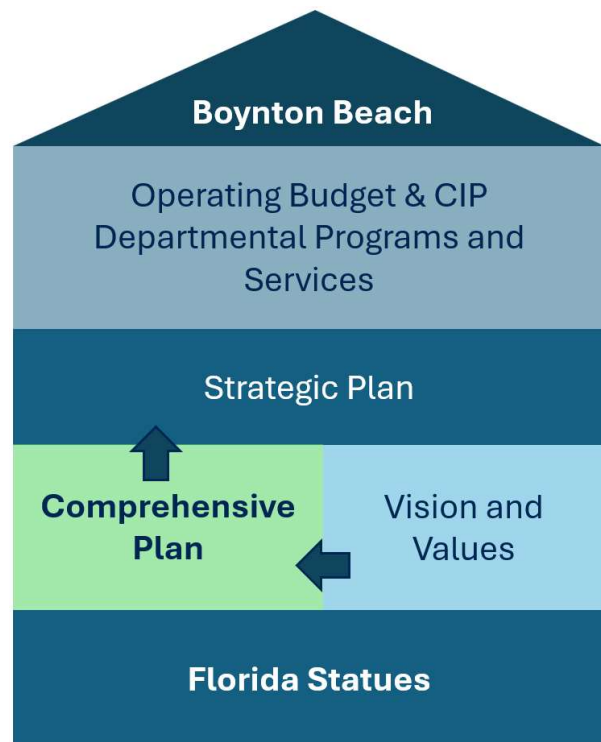 Boynton Beach
Operating Budget & CIP
Departmental Programs and
Services
Strategic Plan
Comprehensive
Plan
Vision and
Values
Florida Statues